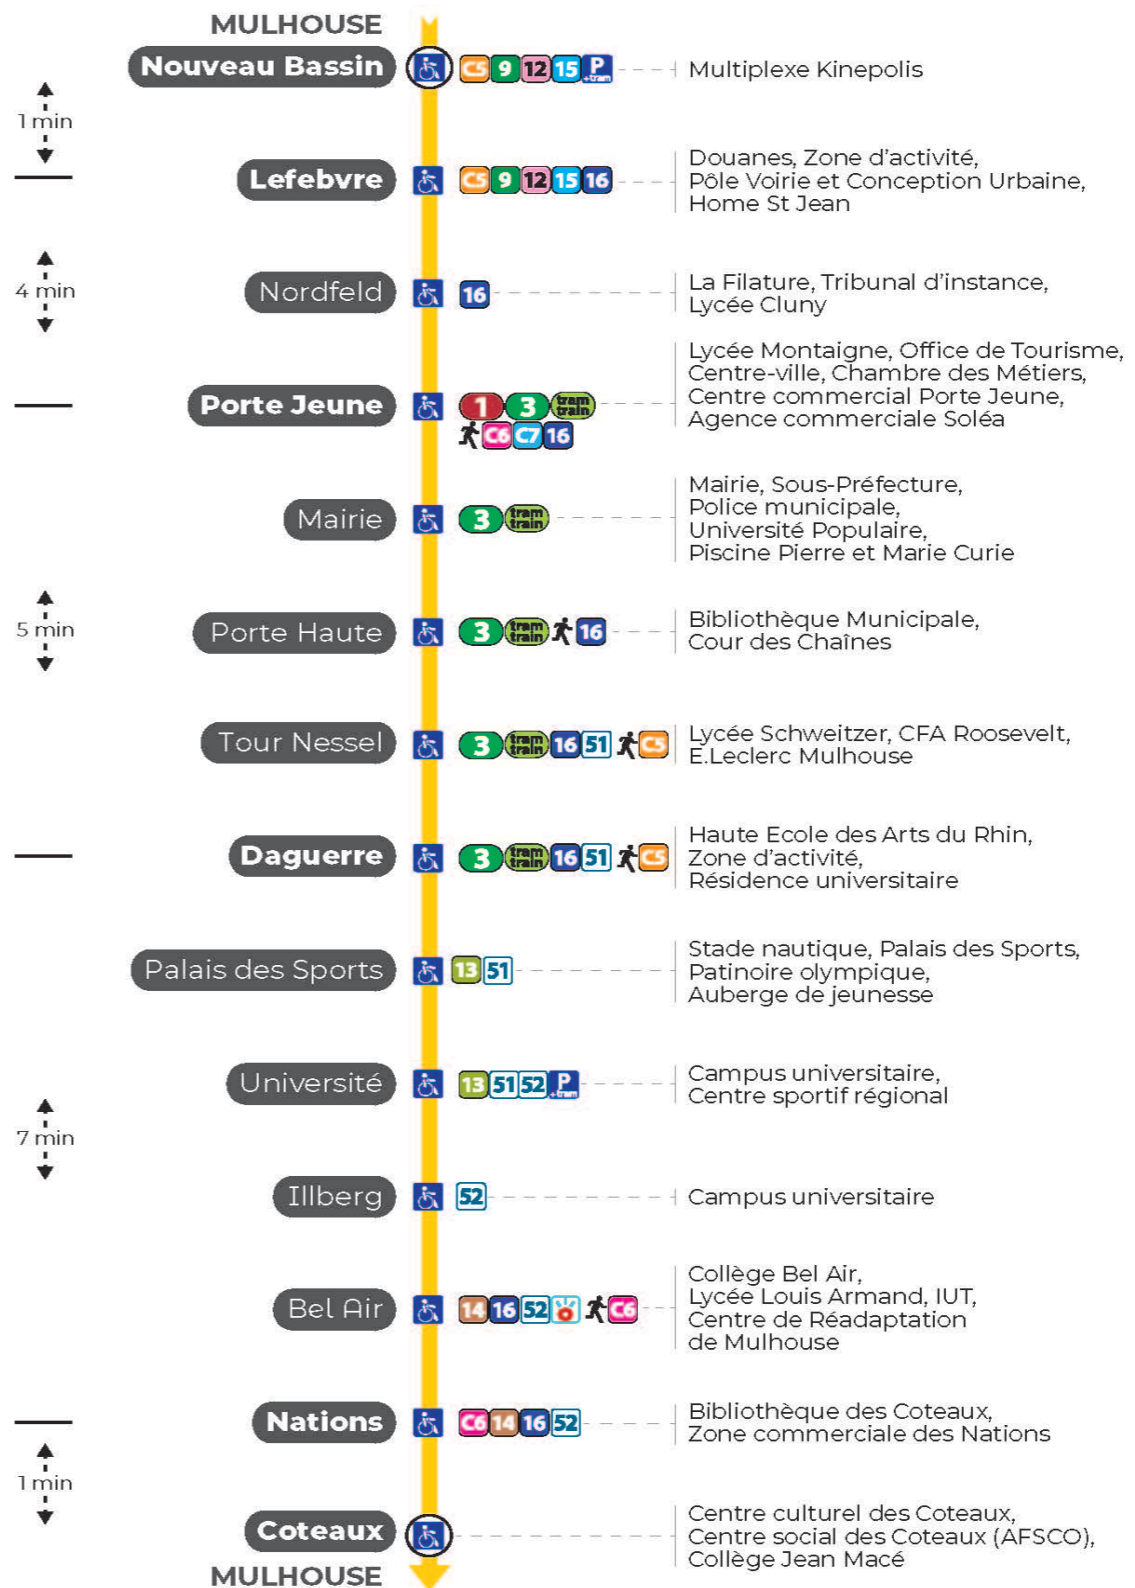 MULHOUSE
Nouveau Bassin C5 9 12 15 P +tram Multiplexe Kinepolis
1 min
Lefebvre C5 9 12 15 16 Douanes, Zone d'activité,
Pôle Voirie et Conception Urbaine,
Home St Jean
4 min
Nordfeld 16 La Filature, Tribunal d'instance,
Lycée Cluny
Porte Jeune 1 3 tram train Lycée Montaigne, Office de Tourisme,
Centre-ville, Chambre des Métiers,
Centre commercial Porte Jeune,
C6 C7 16 Agence commerciale Soléa
Mairie 3 tram train Mairie, Sous-Préfecture,
Police municipale,
Université Populaire,
Piscine Pierre et Marie Curie
5 min
Porte Haute 3 tram train 16 Bibliothèque Municipale,
Cour des Chaînes
Tour Nessel 3 tram train 16 51 C5 Lycée Schweitzer, CFA Roosevelt,
E.Leclerc Mulhouse
Daguerre 3 tram train 16 51 C5 Haute Ecole des Arts du Rhin,
Zone d'activité,
Résidence universitaire
Palais des Sports 13 51 Stade nautique, Palais des Sports,
Patinoire olympique,
Auberge de jeunesse
Université 13 51 52 P +tram Campus universitaire,
Centre sportif régional
7 min
Illberg 52 Campus universitaire
Bel Air 14 16 52 C6 Collège Bel Air,
Lycée Louis Armand, IUT,
Centre de Réadaptation
de Mulhouse
Nations C6 14 16 52 Bibliothèque des Coteaux,
Zone commerciale des Nations
1 min
Coteaux Centre culturel des Coteaux,
Centre social des Coteaux (AFSCO),
Collège Jean Macé
MULHOUSE